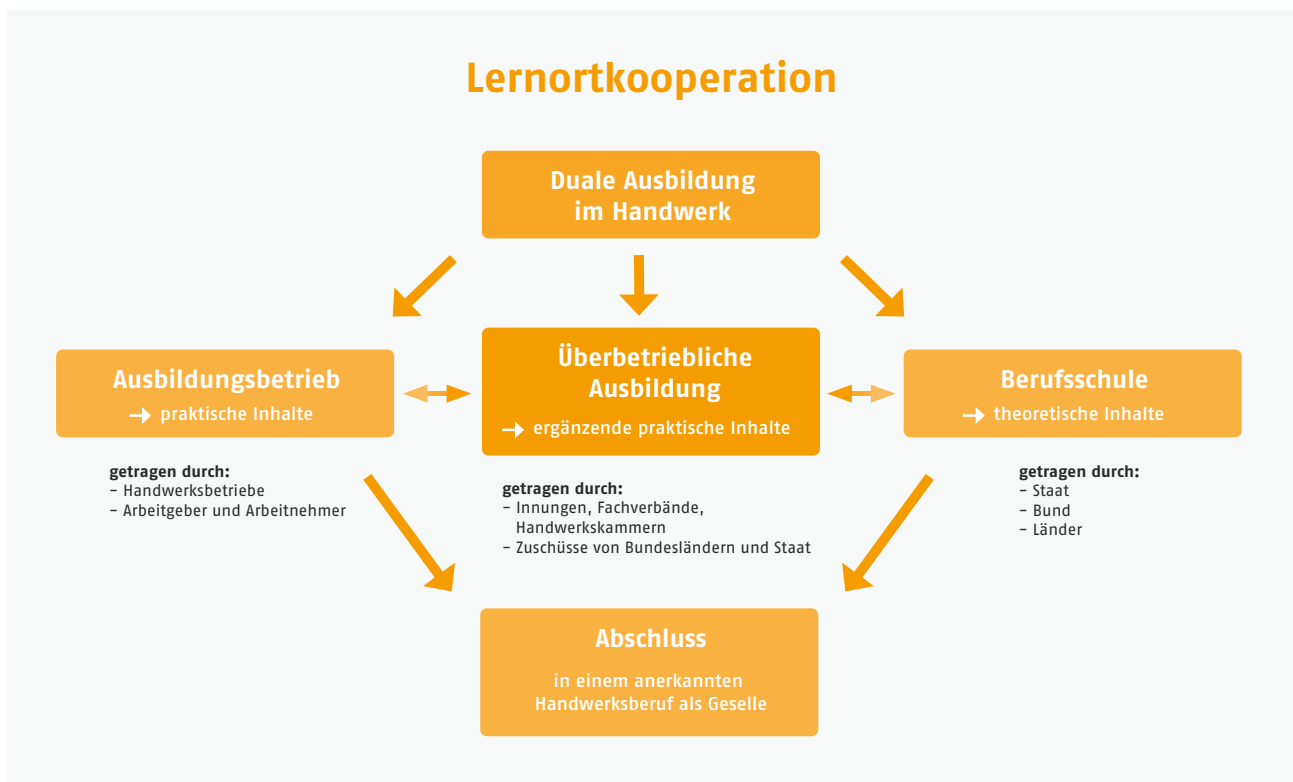 Lernortkooperation
Duale Ausbildung
im Handwerk
Ausbildungsbetrieb
→ praktische Inhalte
getragen durch:
– Handwerksbetriebe
– Arbeitgeber und Arbeitnehmer
Überbetriebliche
Ausbildung
→ ergänzende praktische Inhalte
getragen durch:
– Innungen, Fachverbände,
Handwerkskammern
– Zuschüsse von Bundesländern und Staat
Berufsschule
→ theoretische Inhalte
getragen durch:
– Staat
– Bund
– Länder
Abschluss
in einem anerkannten
Handwerksberuf als Geselle